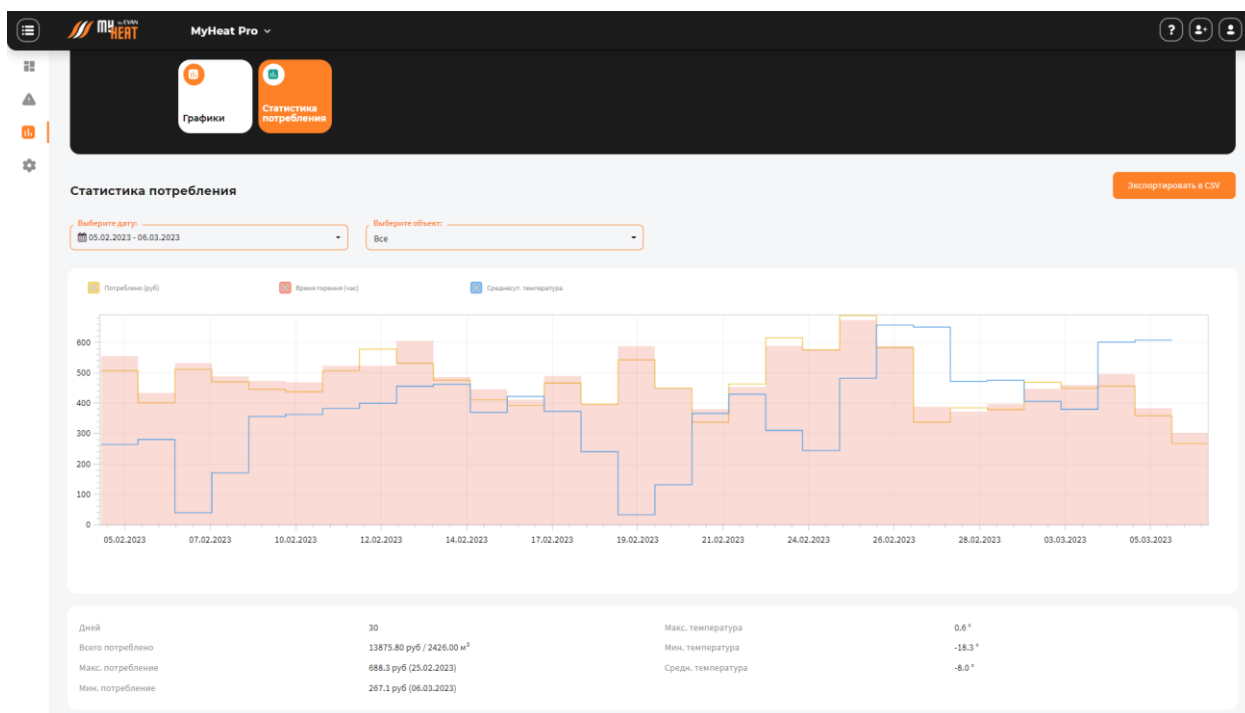 MYHEAT by EVAN
MyHeat Pro
?
Графики
Статистика
потребления
Статистика потребления
Экспортировать в CSV
Выберите дату:
05.02.2023 - 06.03.2023
Выберите объект:
Все
Потреблено (руб)
Время горения (час)
Среднесут. температура
600
500
400
300
200
100
0
05.02.2023
07.02.2023
10.02.2023
12.02.2023
14.02.2023
17.02.2023
19.02.2023
21.02.2023
24.02.2023
26.02.2023
28.02.2023
03.03.2023
05.03.2023
Дней 30
Всего потреблено 13875.80 руб / 2426.00 м³
Макс. потребление 688.3 руб (25.02.2023)
Мин. потребление 267.1 руб (06.03.2023)
Макс. температура 0.6 °
Мин. температура -18.3 °
Средн. температура -8.0 °